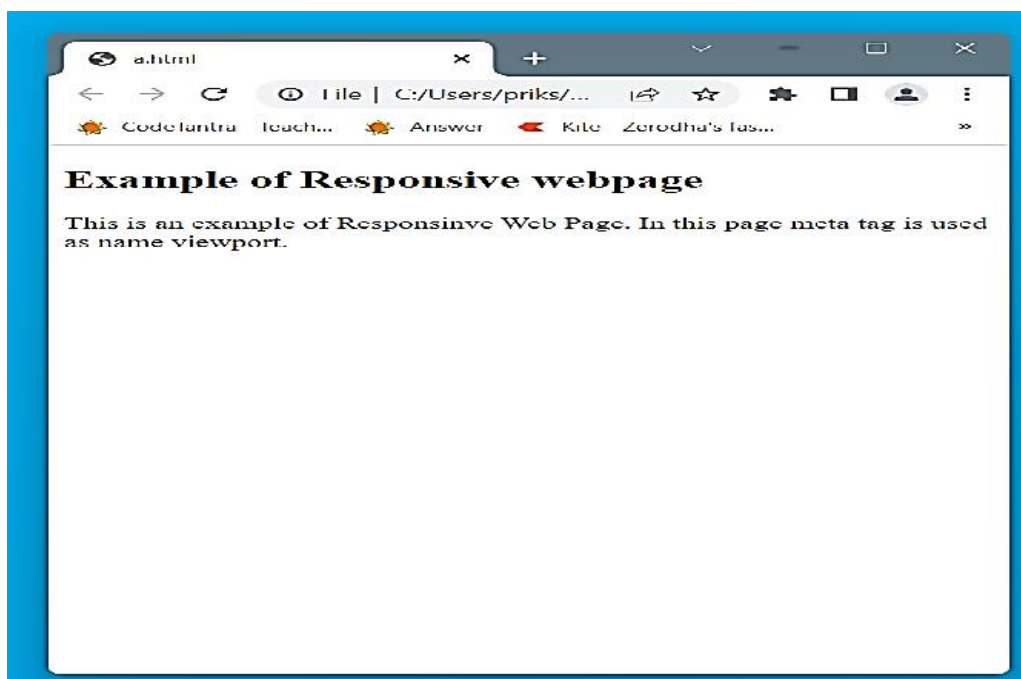 a.html
File | C:/Users/priks/...
CodeTantra Teach... Answer Kite Zerodha's Tas... »
Example of Responsive webpage
This is an example of Responsinve Web Page. In this page meta tag is used
as name viewport.